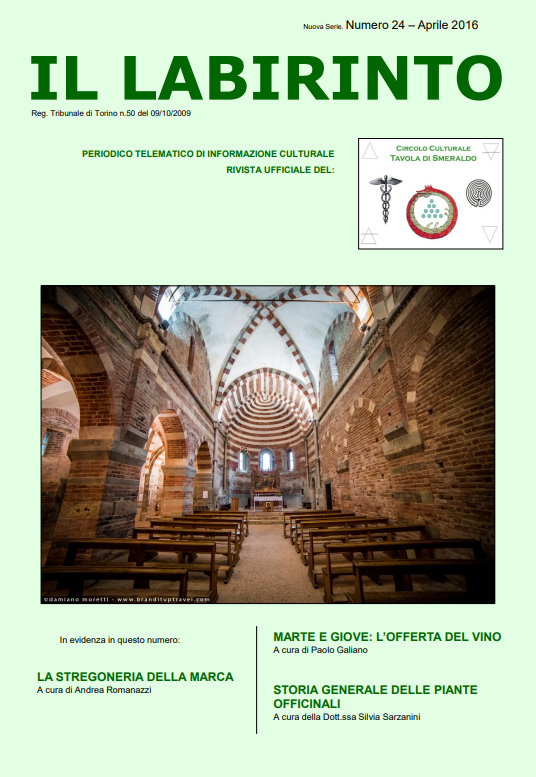 Nuova Serie. Numero 24 – Aprile 2016
IL LABIRINTO
Reg. Tribunale di Torino n.50 del 09/10/2009
PERIODICO TELEMATICO DI INFORMAZIONE CULTURALE
RIVISTA UFFICIALE DEL:
CIRCOLO CULTURALE
TAVOLA DI SMERALDO
©damiano moretti - www.brandituptravel.com
In evidenza in questo numero:
LA STREGONERIA DELLA MARCA
A cura di Andrea Romanazzi
MARTE E GIOVE: L'OFFERTA DEL VINO
A cura di Paolo Galiano
STORIA GENERALE DELLE PIANTE
OFFICINALI
A cura della Dott.ssa Silvia Sarzanini